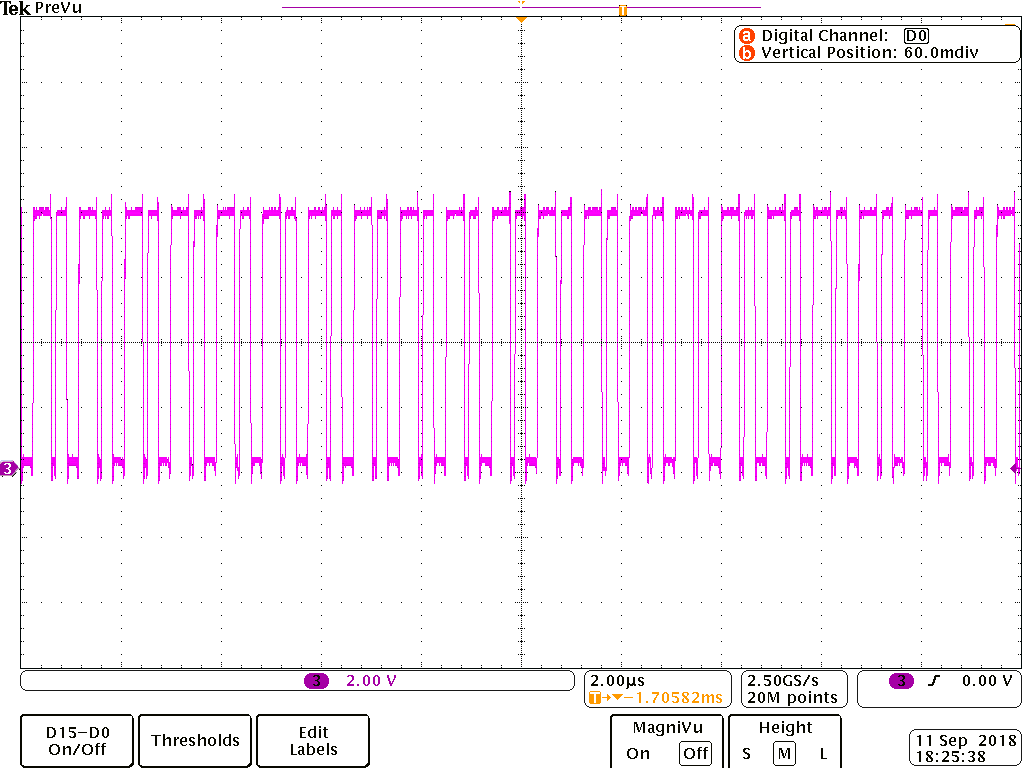 Tek PreVu
T
a Digital Channel: D0
b Vertical Position: 60.0mdiv
3
3 2.00 V
2.00µs
T→▼−1.70582ms
2.50GS/s
20M points
3 0.00 V
D15−D0
On/Off
Thresholds
Edit
Labels
MagniVu
On Off
Height
S M L
11 Sep 2018
18:25:38